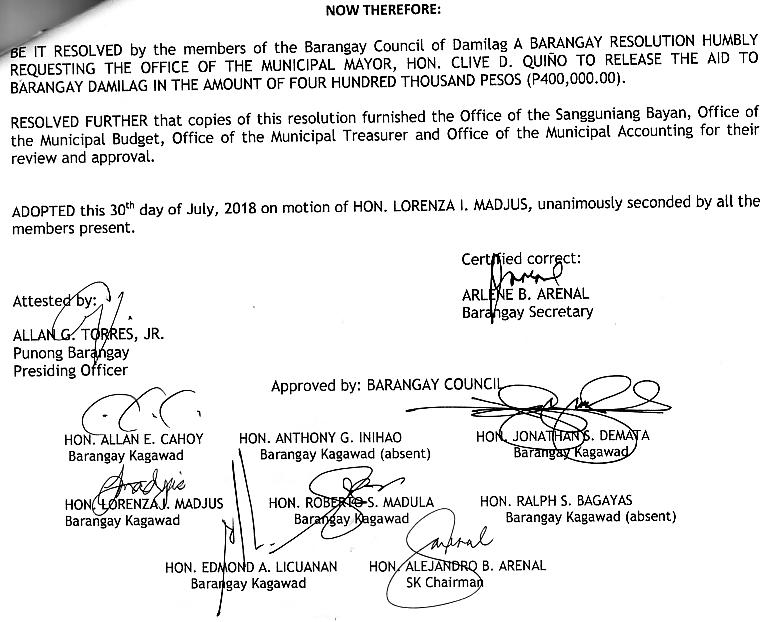 NOW THEREFORE:
BE IT RESOLVED by the members of the Barangay Council of Damilag A BARANGAY RESOLUTION HUMBLY
REQUESTING THE OFFICE OF THE MUNICIPAL MAYOR, HON. CLIVE D. QUIÑO TO RELEASE THE AID TO
BARANGAY DAMILAG IN THE AMOUNT OF FOUR HUNDRED THOUSAND PESOS (P400,000.00).
RESOLVED FURTHER that copies of this resolution furnished the Office of the Sangguniang Bayan, Office of
the Municipal Budget, Office of the Municipal Treasurer and Office of the Municipal Accounting for their
review and approval.
ADOPTED this 30th day of July, 2018 on motion of HON. LORENZA I. MADJUS, unanimously seconded by all the
members present.
Certified correct:
ARLENE B. ARENAL
Barangay Secretary
Attested by:
ALLAN G. TORRES, JR.
Punong Barangay
Presiding Officer
Approved by: BARANGAY COUNCIL
HON. ALLAN E. CAHOY HON. ANTHONY G. INIHAO HON. JONATHAN S. DEMATA
Barangay Kagawad Barangay Kagawad (absent) Barangay Kagawad
HON. LORENZA I. MADJUS HON. ROBERTO S. MADULA HON. RALPH S. BAGAYAS
Barangay Kagawad Barangay Kagawad Barangay Kagawad (absent)
HON. EDMOND A. LICUANAN HON. ALEJANDRO B. ARENAL
Barangay Kagawad SK Chairman